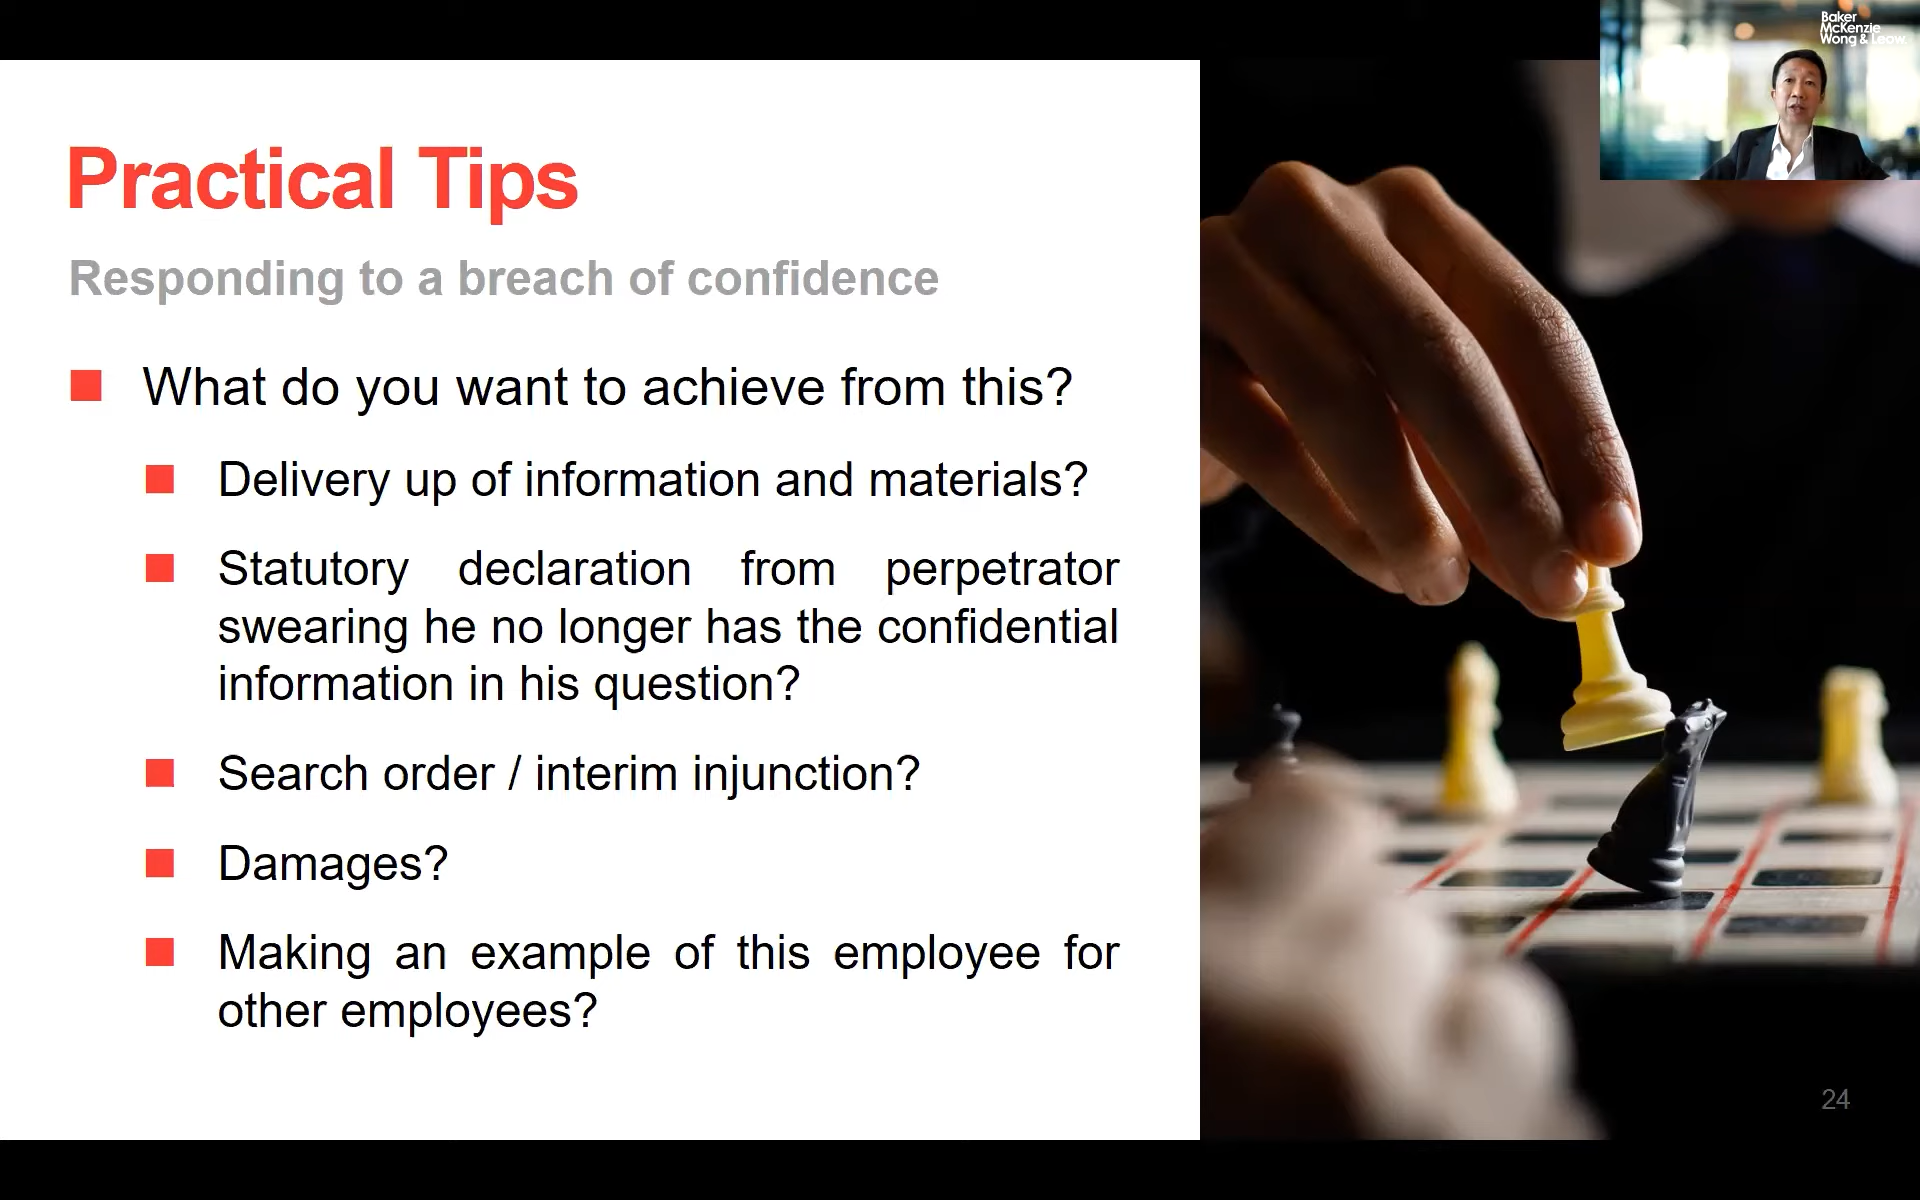 Baker
McKenzie
Wong & Leow
Practical Tips
Responding to a breach of confidence
What do you want to achieve from this?
Delivery up of information and materials?
Statutory declaration from perpetrator
swearing he no longer has the confidential
information in his question?
Search order / interim injunction?
Damages?
Making an example of this employee for
other employees?
24